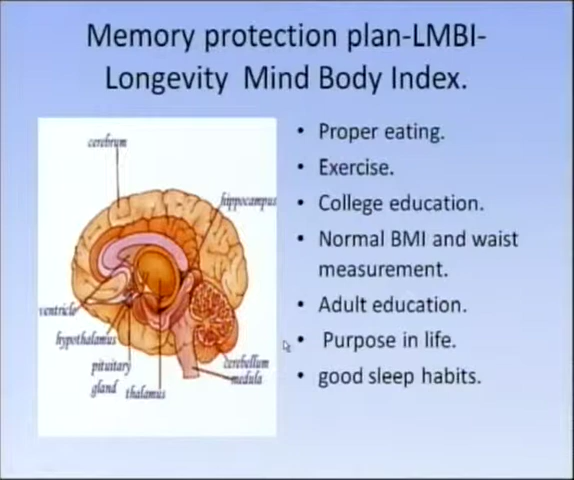 Memory protection plan-LMBI-
Longevity Mind Body Index.
cerebrum
hippocampus
ventricle
hypothalamus
pituitary
gland
thalamus
cerebellum
medulla
• Proper eating.
• Exercise.
• College education.
• Normal BMI and waist
measurement.
• Adult education.
• Purpose in life.
• good sleep habits.